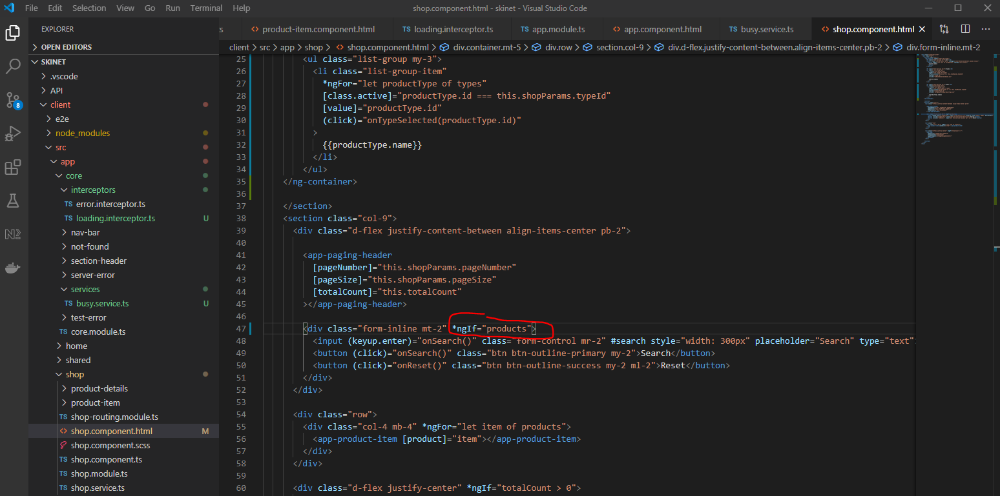 File Edit Selection View Go Run Terminal Help shop.component.html - skinet - Visual Studio Code
EXPLORER
OPEN EDITORS
SKINET
.vscode
API
client
e2e
node_modules
src
app
core
interceptors
TS error.interceptor.ts
TS loading.interceptor.ts U
nav-bar
not-found
section-header
server-error
services
TS busy.service.ts U
test-error
TS core.module.ts
home
shared
shop
product-details
product-item
TS shop-routing.module.ts
<> shop.component.html M
shop.component.scss
TS shop.component.ts
TS shop.module.ts
TS shop.service.ts
8
ts <> product-item.component.html TS loading.interceptor.ts TS app.module.ts <> app.component.html TS busy.service.ts <> shop.component.html
client > src > app > shop > <> shop.component.html > div.container.mt-5 > div.row > section.col-9 > div.d-flex.justify-content-between.align-items-center.pb-2 > div.form-inline.mt-2
25 <ul class="list-group my-3">
26 <li class="list-group-item"
27 *ngFor="let productType of types"
28 [class.active]="productType.id === this.shopParams.typeId"
29 [value]="productType.id"
30 (click)="onTypeSelected(productType.id)"
31 >
32 {{productType.name}}
33 </li>
34 </ul>
35 </ng-container>
36
37 </section>
38 <section class="col-9">
39 <div class="d-flex justify-content-between align-items-center pb-2">
40
41 <app-paging-header
42 [pageNumber]="this.shopParams.pageNumber"
43 [pageSize]="this.shopParams.pageSize"
44 [totalCount]="this.totalCount"
45 ></app-paging-header>
46
47 <div class="form-inline mt-2" *ngIf="products">
48 <input (keyup.enter)="onSearch()" class="form-control mr-2" #search style="width: 300px" placeholder="Search" type="text">
49 <button (click)="onSearch()" class="btn btn-outline-primary my-2">Search</button>
50 <button (click)="onReset()" class="btn btn-outline-success my-2 ml-2">Reset</button>
51 </div>
52 </div>
53
54 <div class="row">
55 <div class="col-4 mb-4" *ngFor="let item of products">
56 <app-product-item [product]="item"></app-product-item>
57 </div>
58 </div>
59
60 <div class="d-flex justify-center" *ngIf="totalCount > 0">